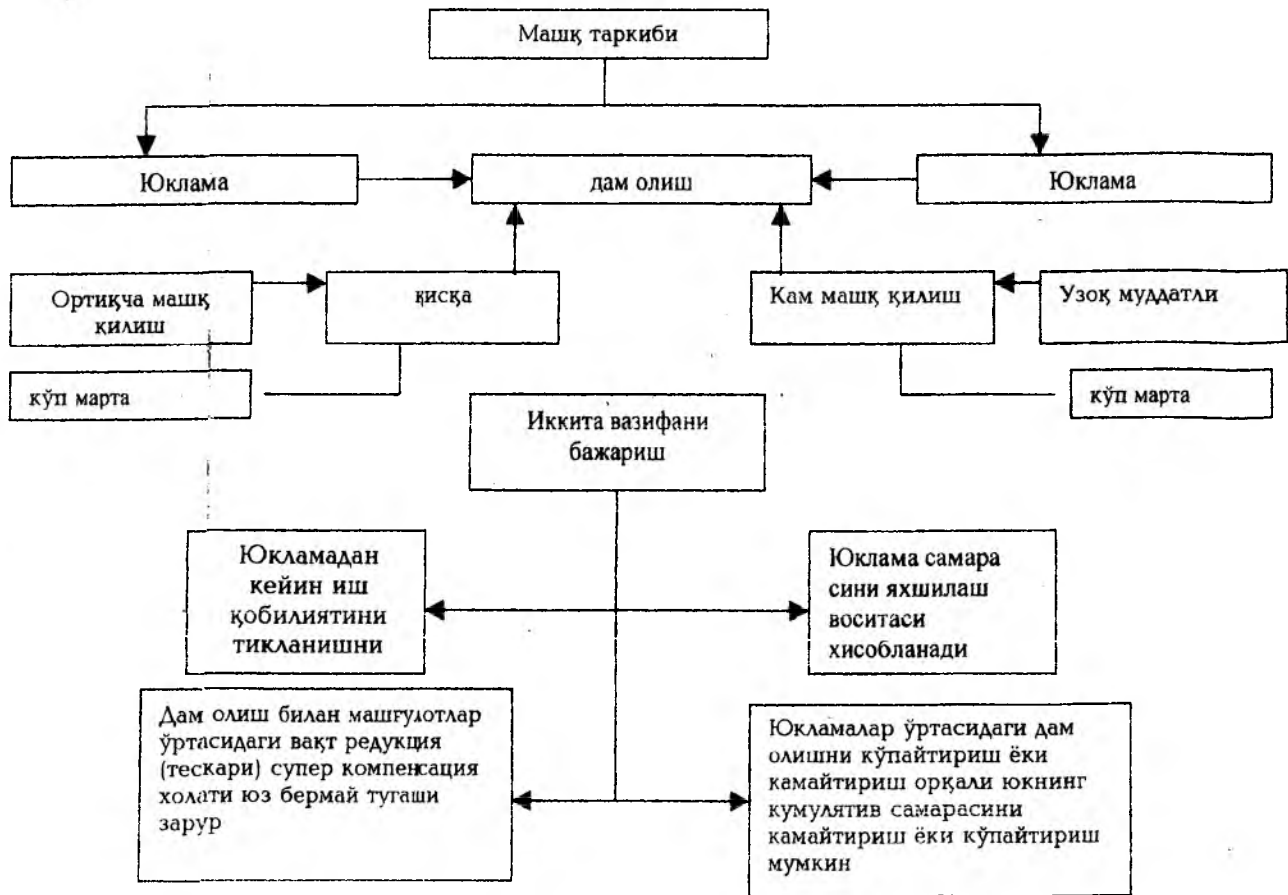 Машқ таркиби
Юклама
дам олиш
Юклама
Ортиқча машқ
қилиш
қисқа
Кам машқ қилиш
Узоқ муддатли
кўп марта
кўп марта
Иккита вазифани
бажариш
Юкламадан
кейин иш
қобилиятини
тикланишни
Юклама самара
сини яхшилаш
воситаси
хисобланади
Дам олиш билан машғулотлар
ўртасидаги вақт редукция
(тескари) супер компенсация
холати юз бермай тугаши
зарур
Юкламалар ўртасидаги дам
олишни кўпайтириш ёки
камайтириш орқали юкнинг
кумулятив самарасини
камайтириш ёки кўпайтириш
мумкин